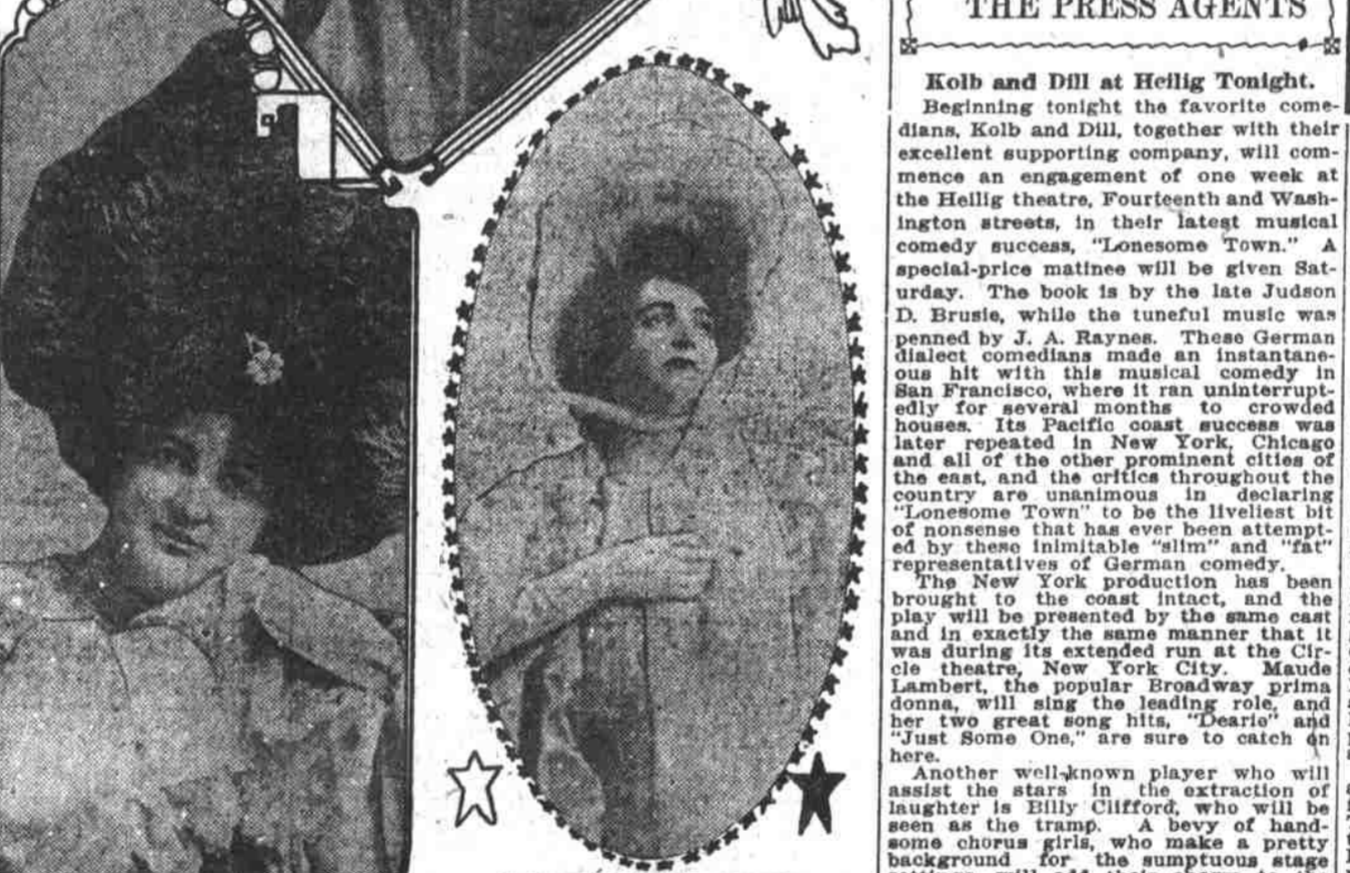 THE PRESS AGENTS
Kolb and Dill at Heilig Tonight.
Beginning tonight the favorite come-
dians, Kolb and Dill, together with their
excellent supporting company, will com-
mence an engagement of one week at
the Heilig theatre, Fourteenth and Wash-
ington streets, in their latest musical
comedy success, "Lonesome Town." A
special-price matinee will be given Sat-
urday. The book is by the late Judson
D. Brusie, while the tuneful music was
penned by J. A. Raynes. These German
dialect comedians made an instantane-
ous hit with this musical comedy in
San Francisco, where it ran uninterrupt-
edly for several months to crowded
houses. Its Pacific coast success was
later repeated in New York, Chicago
and all of the other prominent cities of
the east, and the critics throughout the
country are unanimous in declaring
"Lonesome Town" to be the liveliest bit
of nonsense that has ever been attempt-
ed by these inimitable "slim" and "fat"
representatives of German comedy.
The New York production has been
brought to the coast intact, and the
play will be presented by the same cast
and in exactly the same manner that it
was during its extended run at the Cir-
cle theatre, New York City. Maude
Lambert, the popular Broadway prima
donna, will sing the leading role, and
her two great song hits, "Dearie" and
"Just Some One," are sure to catch on
here.
Another well-known player who will
assist the stars in the extraction of
laughter is Billy Clifford, who will be
seen as the tramp. A bevy of hand-
some chorus girls, who make a pretty
background for the sumptuous stage